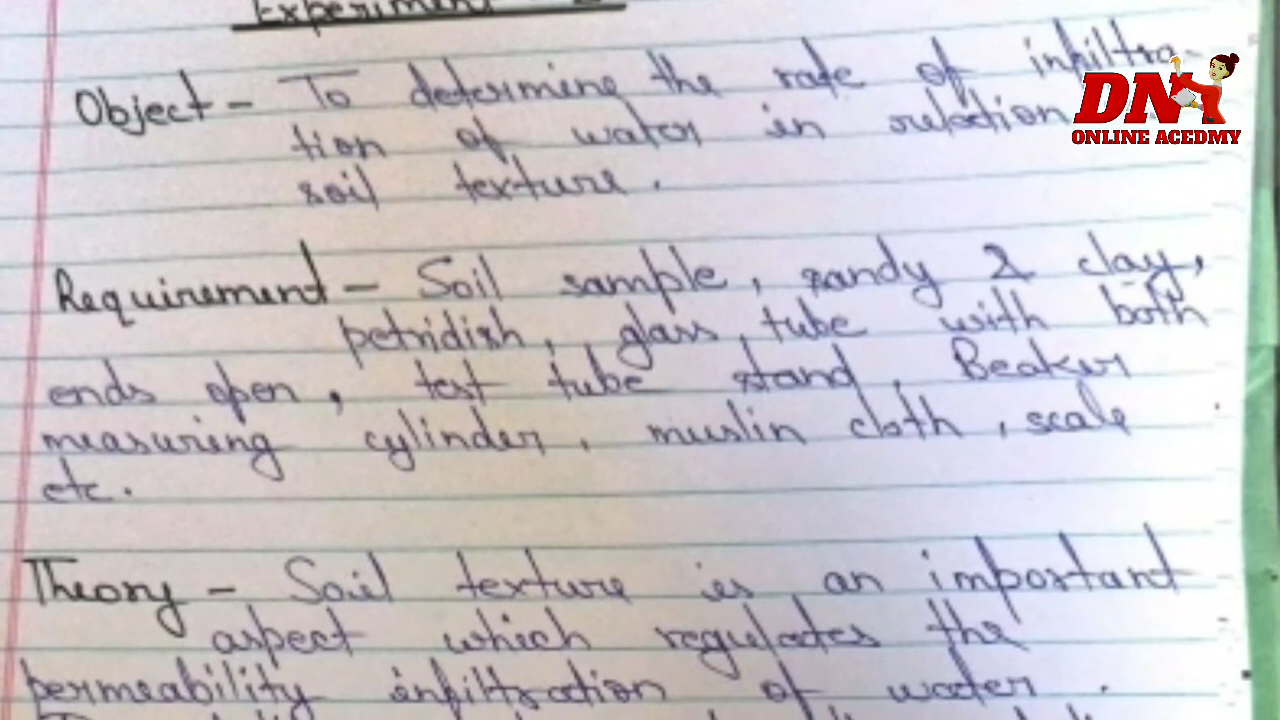 Experiment
Object - To determine the rate of infiltra-
tion of water in relation
soil texture.
Requirement - Soil sample, sandy & clay,
petridish, glass, tube with both
ends open, test tube stand, Beaker
measuring cylinder, muslin cloth, scale
etc.
Theory - Soil texture is an important
aspect which regulates the
permeability infiltration of water.
DN
ONLINE ACEDMY